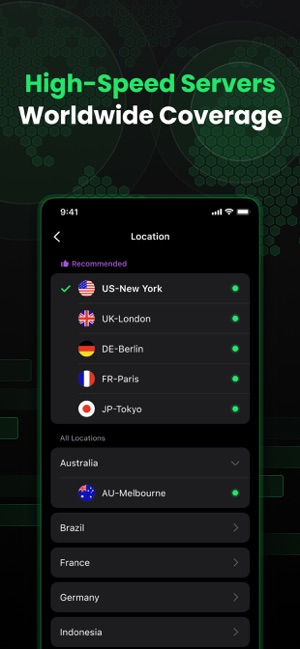 High-Speed Servers
Worldwide Coverage
9:41
Location
Recommended
US-New York
UK-London
DE-Berlin
FR-Paris
JP-Tokyo
All Locations
Australia
AU-Melbourne
Brazil
France
Germany
Indonesia